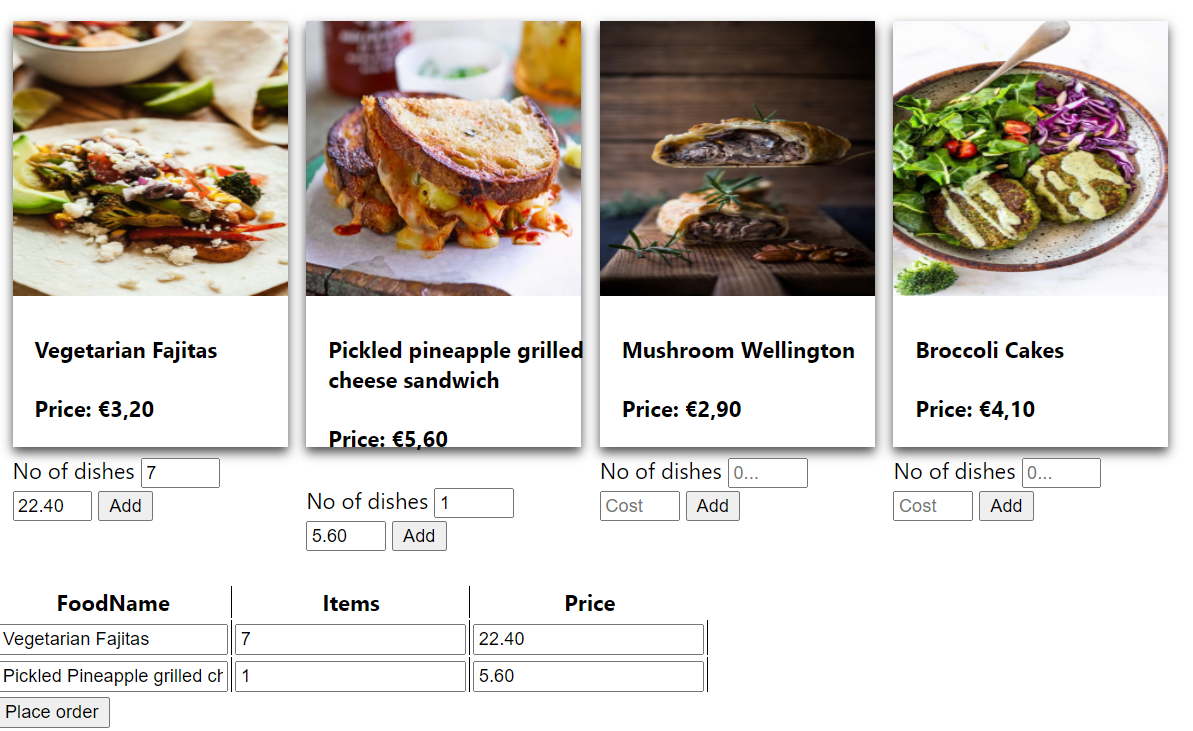 Vegetarian Fajitas
Price: €3,20
No of dishes 7
22.40 Add
Pickled pineapple grilled
cheese sandwich
Price: €5,60
No of dishes 1
5.60 Add
Mushroom Wellington
Price: €2,90
No of dishes 0...
Cost Add
Broccoli Cakes
Price: €4,10
No of dishes 0...
Cost Add
FoodName Items Price
Vegetarian Fajitas 7 22.40
Pickled Pineapple grilled ch 1 5.60
Place order